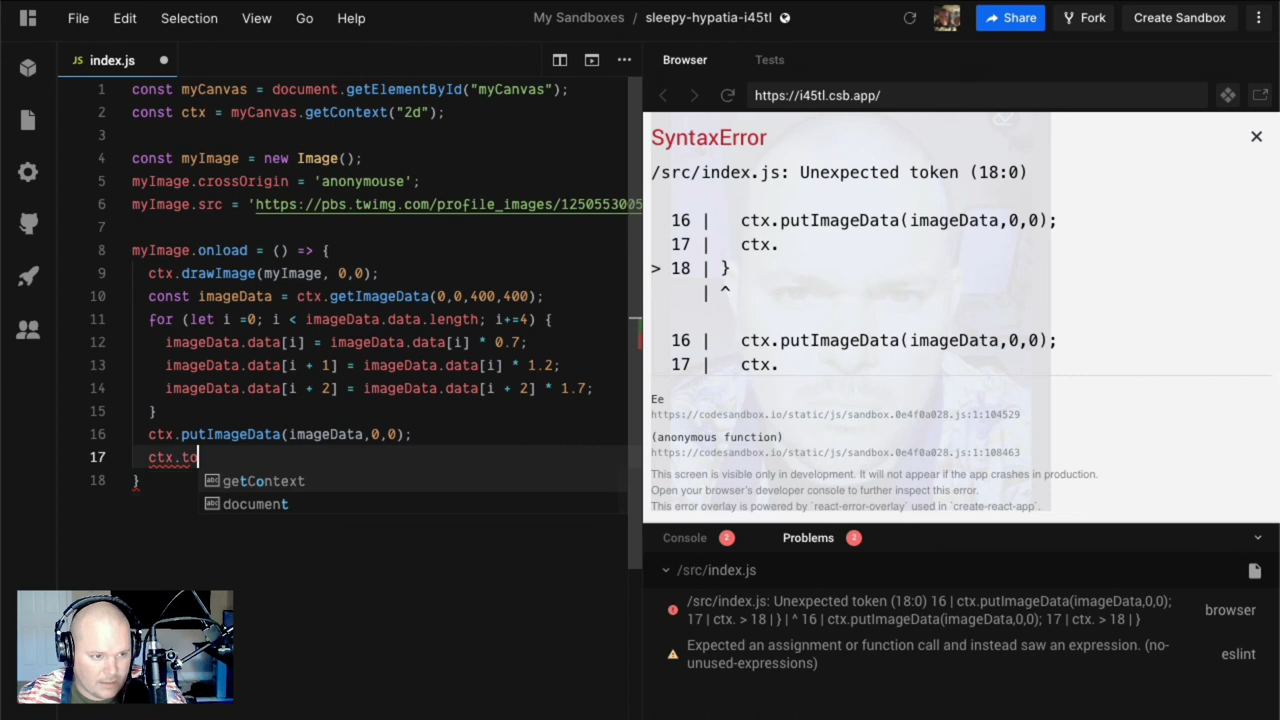 File Edit Selection View Go Help
My Sandboxes / sleepy-hypatia-i45tl
Share Fork Create Sandbox
JS index.js
1 const myCanvas = document.getElementById("myCanvas");
2 const ctx = myCanvas.getContext("2d");
3
4 const myImage = new Image();
5 myImage.crossOrigin = 'anonymouse';
6 myImage.src = 'https://pbs.twimg.com/profile_images/1250553005
7
8 myImage.onload = () => {
9 ctx.drawImage(myImage, 0,0);
10 const imageData = ctx.getImageData(0,0,400,400);
11 for (let i =0; i < imageData.data.length; i+=4) {
12 imageData.data[i] = imageData.data[i] * 0.7;
13 imageData.data[i + 1] = imageData.data[i] * 1.2;
14 imageData.data[i + 2] = imageData.data[i + 2] * 1.7;
15 }
16 ctx.putImageData(imageData,0,0);
17 ctx.to
18 }
abc getContext
abc document
Browser Tests
https://i45tl.csb.app/
SyntaxError
/src/index.js: Unexpected token (18:0)
16 | ctx.putImageData(imageData,0,0);
17 | ctx.
> 18 | }
| ^
16 | ctx.putImageData(imageData,0,0);
17 | ctx.
Ee
https://codesandbox.io/static/js/sandbox.0e4f0a028.js:1:104529
(anonymous function)
https://codesandbox.io/static/js/sandbox.0e4f0a028.js:1:108463
This screen is visible only in development. It will not appear if the app crashes in production.
Open your browser's developer console to further inspect this error.
This error overlay is powered by `react-error-overlay` used in `create-react-app`.
Console 2 Problems 2
/src/index.js
/src/index.js: Unexpected token (18:0) 16 | ctx.putImageData(imageData,0,0);
17 | ctx. > 18 | } | ^ 16 | ctx.putImageData(imageData,0,0); 17 | ctx. > 18 | }
browser
Expected an assignment or function call and instead saw an expression. (no-
unused-expressions)
eslint